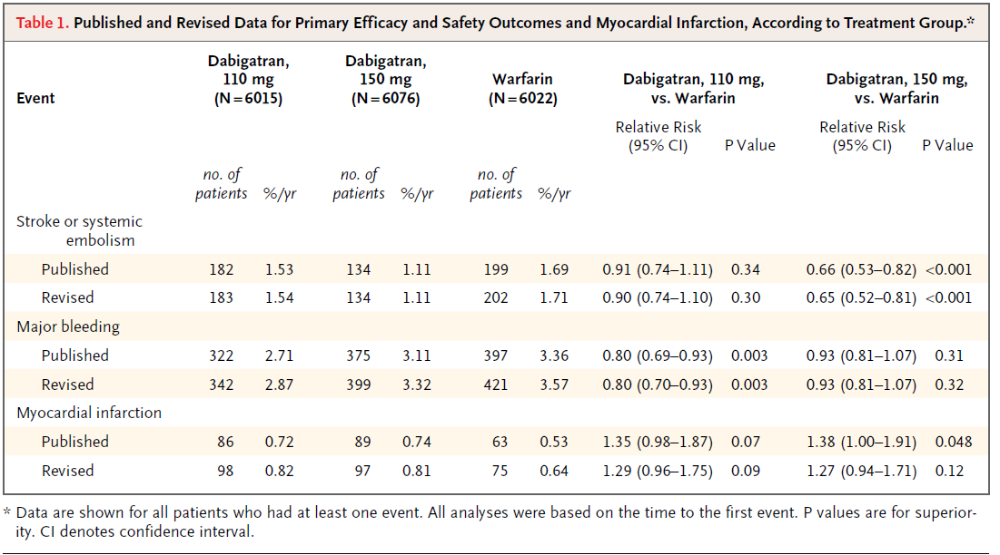 Table 1. Published and Revised Data for Primary Efficacy and Safety Outcomes and Myocardial Infarction, According to Treatment Group.*
Event Dabigatran, 110 mg (N=6015) Dabigatran, 150 mg (N=6076) Warfarin (N=6022) Dabigatran, 110 mg, vs. Warfarin Dabigatran, 150 mg, vs. Warfarin
Relative Risk (95% CI) P Value Relative Risk (95% CI) P Value
no. of patients %/yr no. of patients %/yr no. of patients %/yr
Stroke or systemic
embolism
Published 182 1.53 134 1.11 199 1.69 0.91 (0.74–1.11) 0.34 0.66 (0.53–0.82) <0.001
Revised 183 1.54 134 1.11 202 1.71 0.90 (0.74–1.10) 0.30 0.65 (0.52–0.81) <0.001
Major bleeding
Published 322 2.71 375 3.11 397 3.36 0.80 (0.69–0.93) 0.003 0.93 (0.81–1.07) 0.31
Revised 342 2.87 399 3.32 421 3.57 0.80 (0.70–0.93) 0.003 0.93 (0.81–1.07) 0.32
Myocardial infarction
Published 86 0.72 89 0.74 63 0.53 1.35 (0.98–1.87) 0.07 1.38 (1.00–1.91) 0.048
Revised 98 0.82 97 0.81 75 0.64 1.29 (0.96–1.75) 0.09 1.27 (0.94–1.71) 0.12
* Data are shown for all patients who had at least one event. All analyses were based on the time to the first event. P values are for superior-
ity. CI denotes confidence interval.